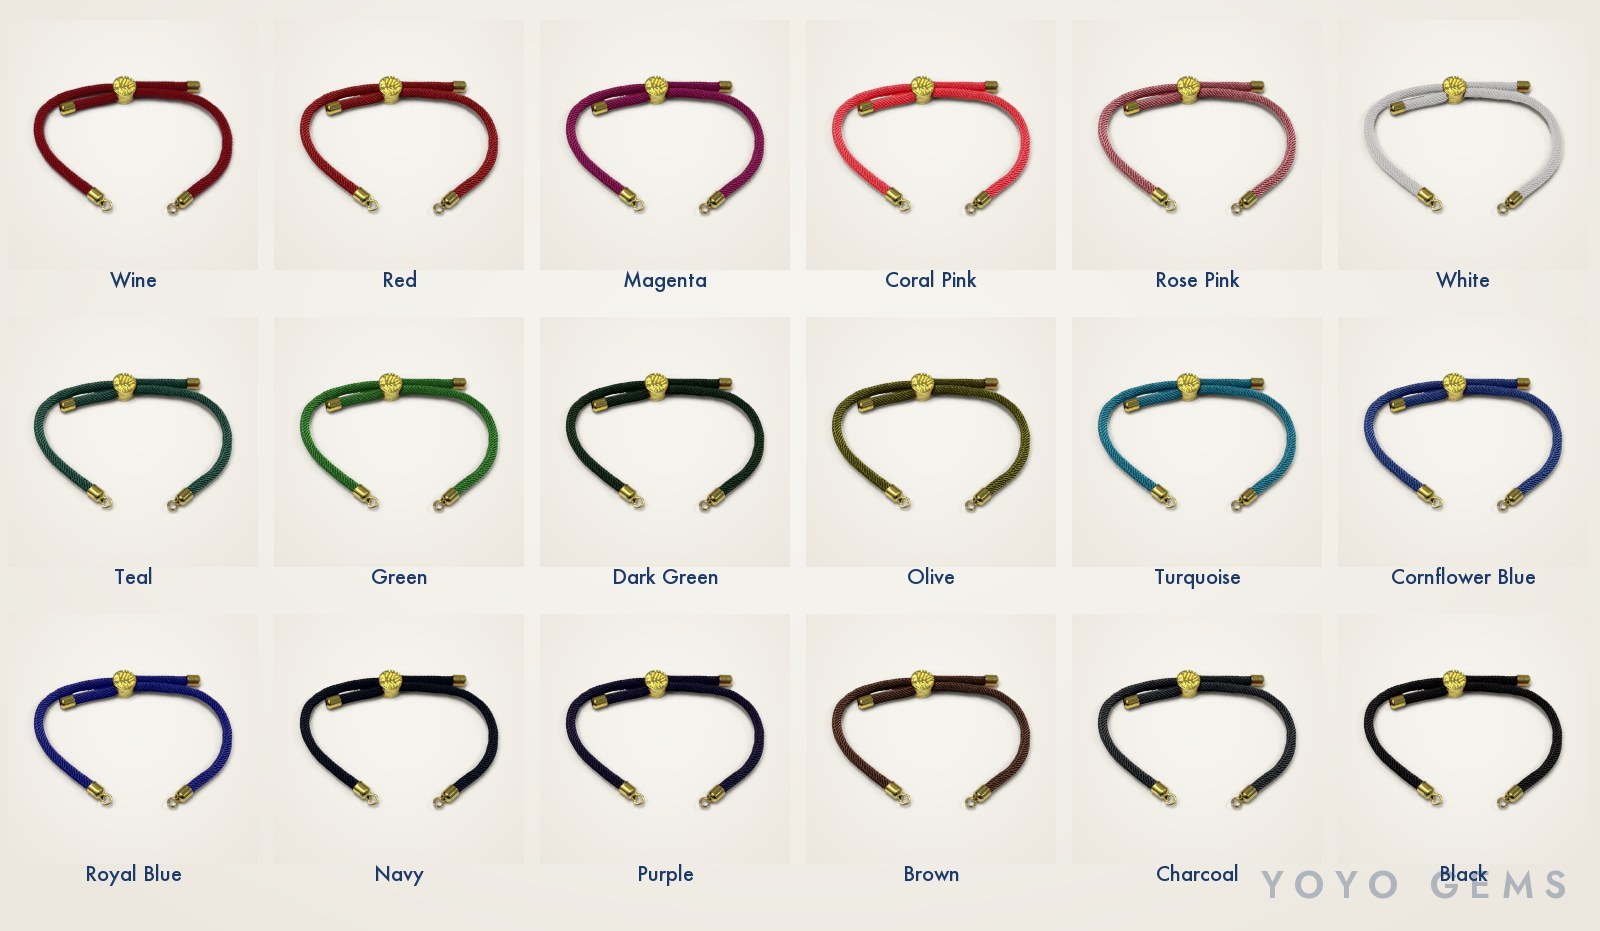 Wine
Red
Magenta
Coral Pink
Rose Pink
White
Teal
Green
Dark Green
Olive
Turquoise
Cornflower Blue
Royal Blue
Navy
Purple
Brown
Charcoal
Black
YOYO GEMS